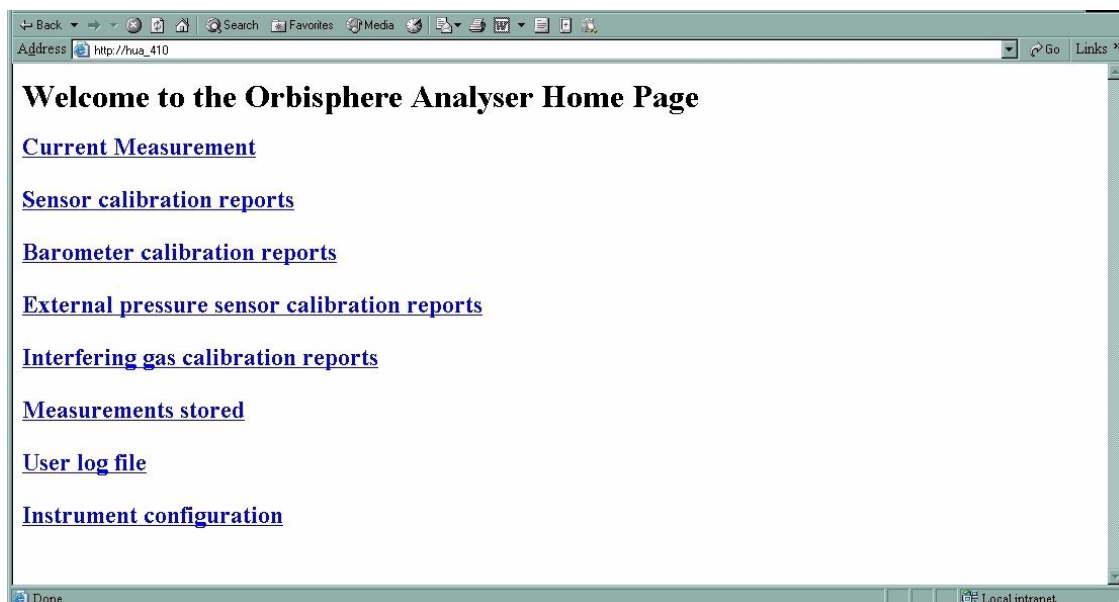 Back Search Favorites Media
Address http://hua_410 Go Links »
Welcome to the Orbisphere Analyser Home Page
Current Measurement
Sensor calibration reports
Barometer calibration reports
External pressure sensor calibration reports
Interfering gas calibration reports
Measurements stored
User log file
Instrument configuration
Done Local intranet